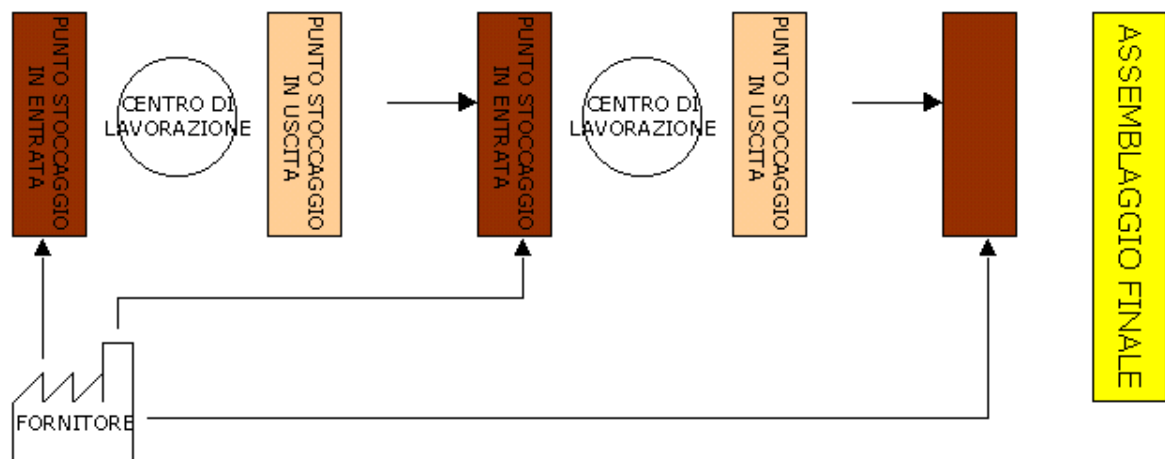 PUNTO STOCCAGGIO
IN ENTRATA
CENTRO DI
LAVORAZIONE
PUNTO STOCCAGGIO
IN USCITA
PUNTO STOCCAGGIO
IN ENTRATA
CENTRO DI
LAVORAZIONE
PUNTO STOCCAGGIO
IN USCITA
ASSEMBLAGGIO FINALE
FORNITORE